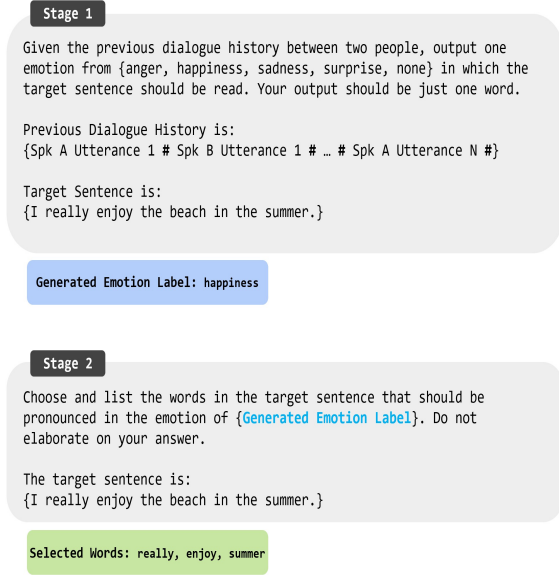 Stage 1
Given the previous dialogue history between two people, output one
emotion from {anger, happiness, sadness, surprise, none} in which the
target sentence should be read. Your output should be just one word.
Previous Dialogue History is:
{Spk A Utterance 1 # Spk B Utterance 1 # … # Spk A Utterance N #}
Target Sentence is:
{I really enjoy the beach in the summer.}
Generated Emotion Label: happiness
Stage 2
Choose and list the words in the target sentence that should be
pronounced in the emotion of {Generated Emotion Label}. Do not
elaborate on your answer.
The target sentence is:
{I really enjoy the beach in the summer.}
Selected Words: really, enjoy, summer